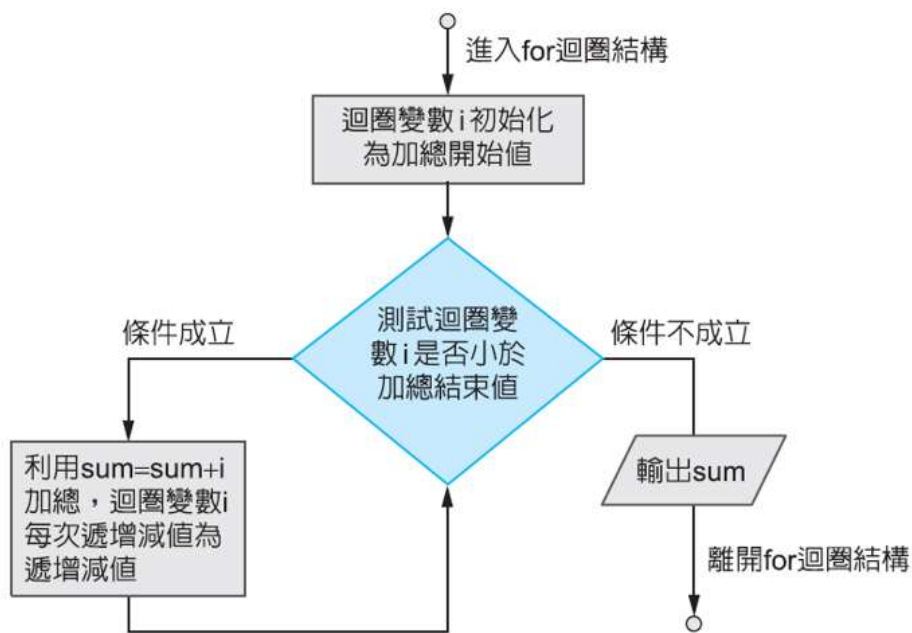 進入for迴圈結構
迴圈變數i初始化
為加總開始值
測試迴圈變
數i是否小於
加總結束值
條件成立
條件不成立
利用sum=sum+i
加總，迴圈變數i
每次遞增減值為
遞增減值
輸出sum
離開for迴圈結構